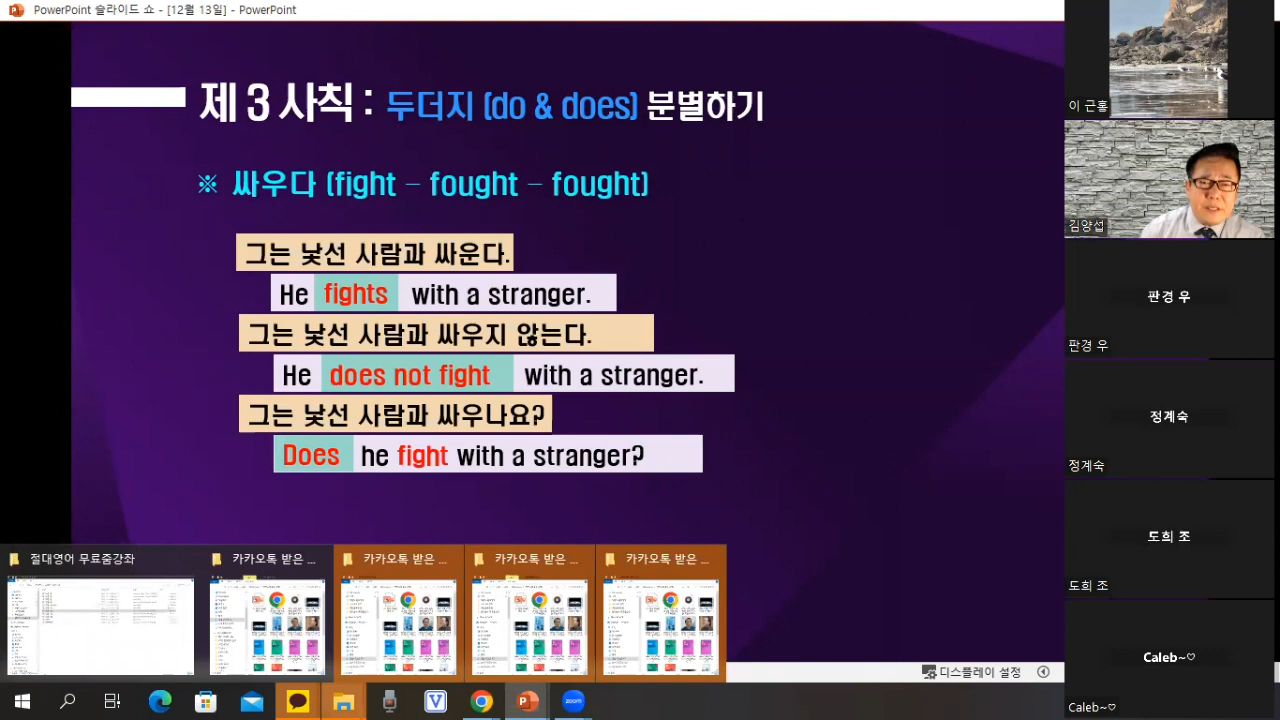 PowerPoint 슬라이드 쇼 - [12월 13일] - PowerPoint
제 3 사칙 : 두더지 (do & does) 분별하기
※ 싸우다 (fight – fought – fought)
그는 낯선 사람과 싸운다.
He fights with a stranger.
그는 낯선 사람과 싸우지 않는다.
He does not fight with a stranger.
그는 낯선 사람과 싸우나요?
Does he fight with a stranger?
이 근홍
김양섭
판경 우
판경 우
정계숙
정계숙
도희 조
도희 조
Caleb~♡
Caleb~♡
절대영어 무료줌강좌
카카오톡 받은 ...
카카오톡 받은 ...
카카오톡 받은 ...
카카오톡 받은 ...
디스플레이 설정
zoom